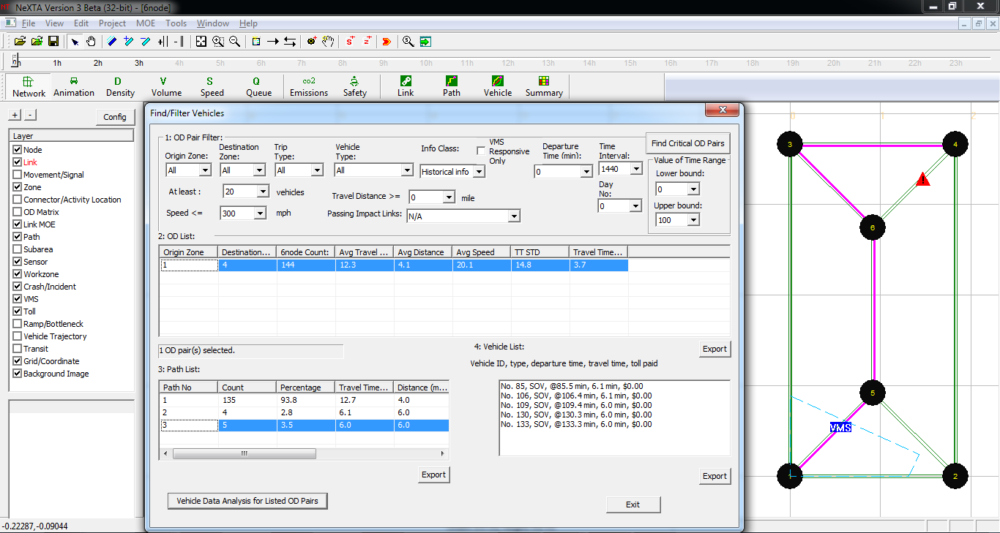 NeXTA Version 3 Beta (32-bit) - [6node]
File View Edit Project MOE Tools Window Help
1h 2h 3h 4h 5h 6h 7h 8h 9h 10h 11h 12h 13h 14h 15h 16h 17h 18h 19h 20h 21h 22h 23h
D V S Q co2
Network Animation Density Volume Speed Queue Emissions Safety Link Path Vehicle Summary
+ - Config
Layer
Node
Link
Movement/Signal
Zone
Connector/Activity Location
OD Matrix
Link MOE
Path
Subarea
Sensor
Workzone
Crash/Incident
VMS
Toll
Ramp/Bottleneck
Vehicle Trajectory
Transit
Grid/Coordinate
Background Image
-0.22287,-0.09044
Find/Filter Vehicles
1: OD Pair Filter:
Origin Zone:
All
Destination
Zone:
All
Trip
Type:
All
Vehicle
Type:
All
Info Class:
Historical info
VMS
Responsive
Only
Departure
Time (min):
0
Time
Interval:
1440
Find Critical OD Pairs
Value of Time Range
Lower bound:
0
Upper bound:
100
At least : 20 vehicles
Travel Distance >= 0 mile
Day
No:
0
Speed <= 300 mph
Passing Impact Links: N/A
2: OD List:
Origin Zone Destination... 6node Count: Avg Travel ... Avg Distance Avg Speed TT STD Travel Time...
1 4 144 12.3 4.1 20.1 14.8 3.7
1 OD pair(s) selected.
Export
3: Path List:
Path No Count Percentage Travel Time... Distance (m...
1 135 93.8 12.7 4.0
2 4 2.8 6.1 6.0
3 5 3.5 6.0 6.0
Export
4: Vehicle List:
Vehicle ID, type, departure time, travel time, toll paid
No. 85, SOV, @85.5 min, 6.1 min, $0.00
No. 106, SOV, @106.4 min, 6.1 min, $0.00
No. 109, SOV, @109.4 min, 6.0 min, $0.00
No. 130, SOV, @130.3 min, 6.0 min, $0.00
No. 133, SOV, @133.3 min, 6.0 min, $0.00
Export
Vehicle Data Analysis for Listed OD Pairs
Exit
0 1 2
3 4
6
5
VMS
2